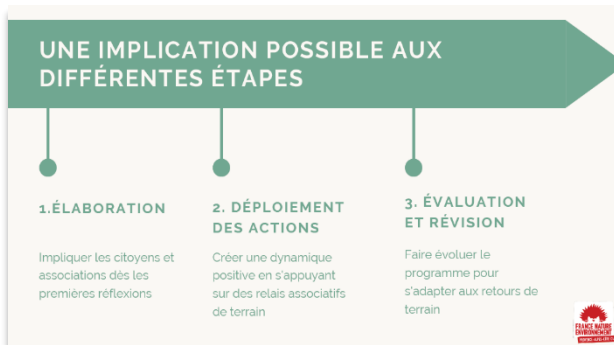 UNE IMPLICATION POSSIBLE AUX
DIFFÉRENTES ÉTAPES
1.ÉLABORATION
Impliquer les citoyens et
associations dès les
premières réflexions
2. DÉPLOIEMENT
DES ACTIONS
Créer une dynamique
positive en s'appuyant
sur des relais associatifs
de terrain
3. ÉVALUATION
ET RÉVISION
Faire évoluer le
programme pour
s'adapter aux retours de
terrain
FRANCE NATURE
ENVIRONNEMENT